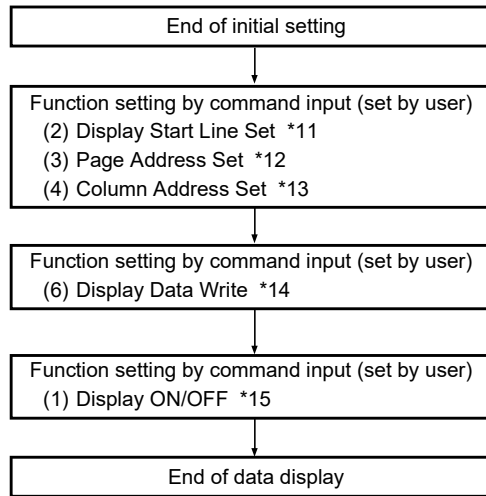 End of initial setting
Function setting by command input (set by user)
(2) Display Start Line Set *11
(3) Page Address Set *12
(4) Column Address Set *13
Function setting by command input (set by user)
(6) Display Data Write *14
Function setting by command input (set by user)
(1) Display ON/OFF *15
End of data display